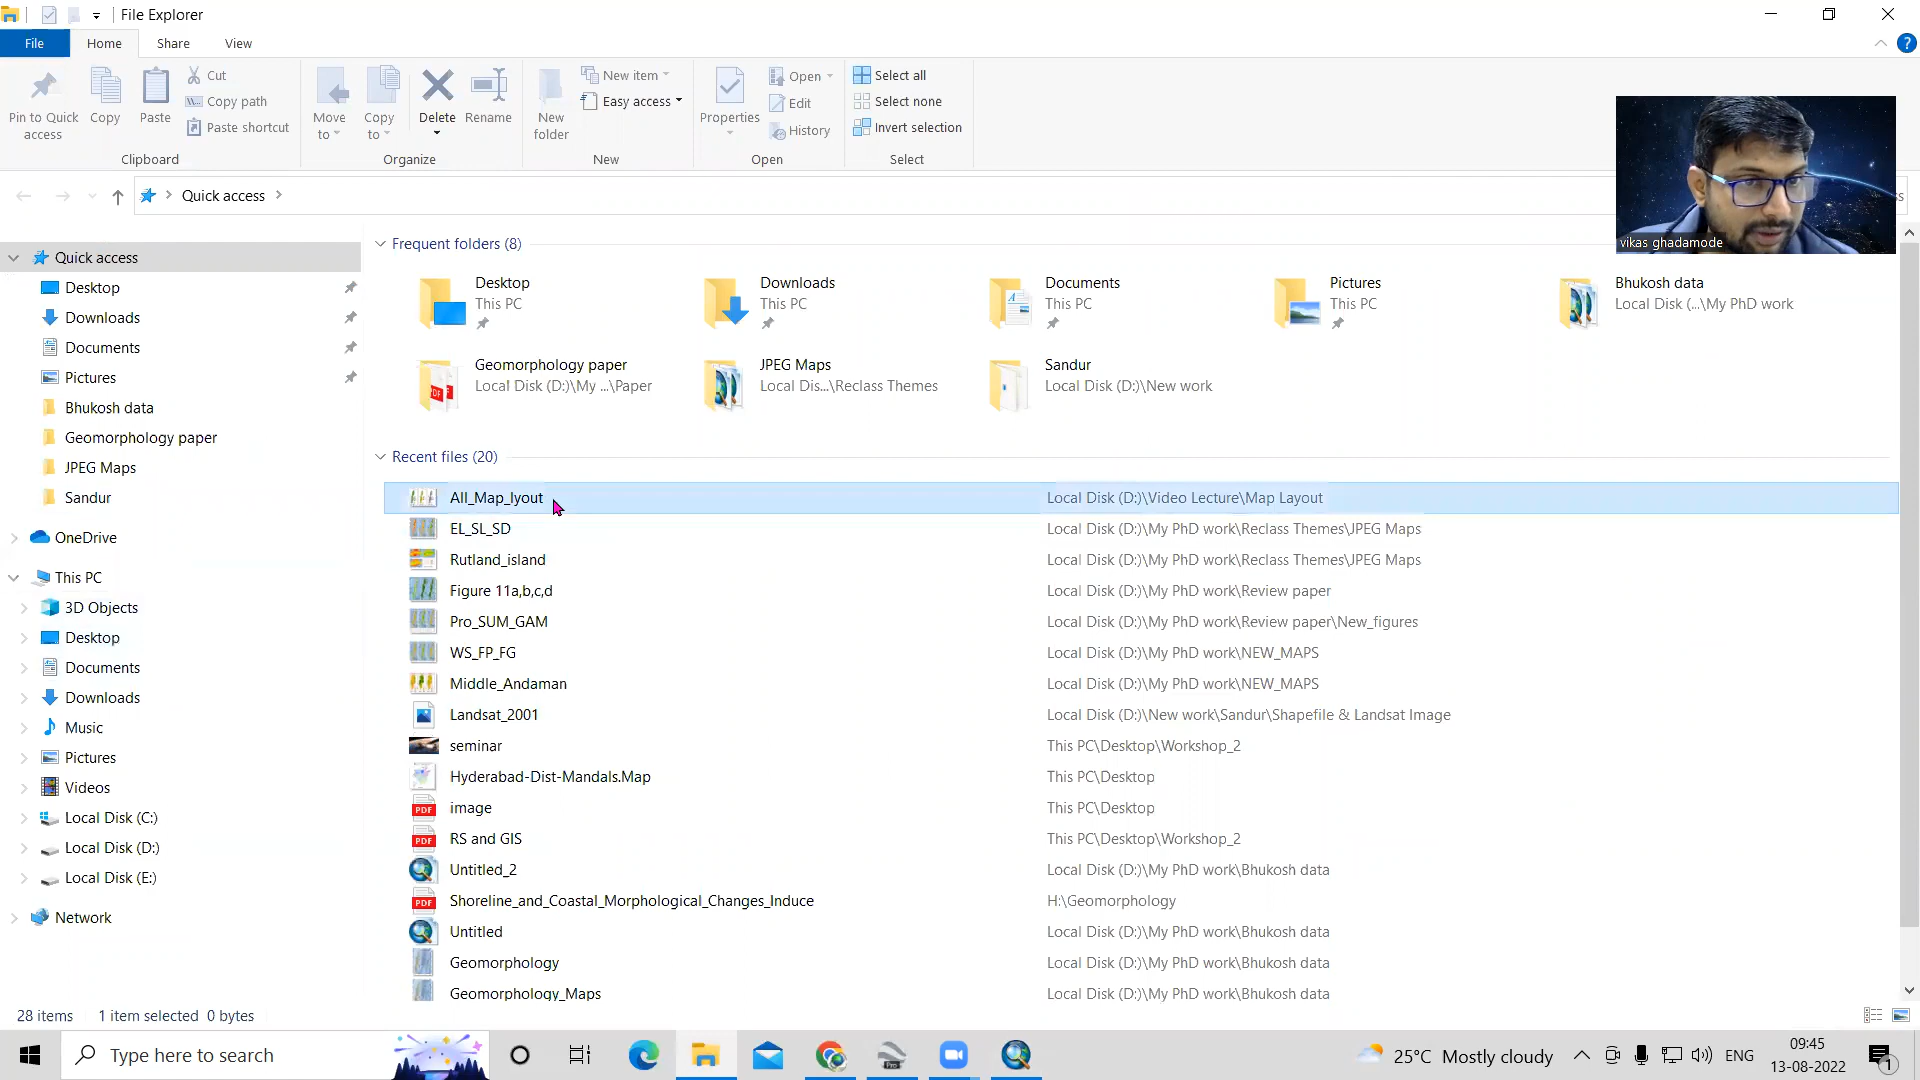 File Explorer
File Home Share View
Pin to Quick access
Copy
Paste
Cut
Copy path
Paste shortcut
Clipboard
Move to
Copy to
Delete
Rename
Organize
New folder
New item
Easy access
New
Properties
Open
Edit
History
Open
Select all
Select none
Invert selection
Select
vikas ghadamode
Quick access
Quick access
Desktop
Downloads
Documents
Pictures
Bhukosh data
Geomorphology paper
JPEG Maps
Sandur
OneDrive
This PC
3D Objects
Desktop
Documents
Downloads
Music
Pictures
Videos
Local Disk (C:)
Local Disk (D:)
Local Disk (E:)
Network
Frequent folders (8)
Desktop
This PC
Downloads
This PC
Documents
This PC
Pictures
This PC
Bhukosh data
Local Disk (...\My PhD work
Geomorphology paper
Local Disk (D:)\My ...\Paper
JPEG Maps
Local Dis...\Reclass Themes
Sandur
Local Disk (D:)\New work
Recent files (20)
All_Map_lyout Local Disk (D:)\Video Lecture\Map Layout
EL_SL_SD Local Disk (D:)\My PhD work\Reclass Themes\JPEG Maps
Rutland_island Local Disk (D:)\My PhD work\Reclass Themes\JPEG Maps
Figure 11a,b,c,d Local Disk (D:)\My PhD work\Review paper
Pro_SUM_GAM Local Disk (D:)\My PhD work\Review paper\New_figures
WS_FP_FG Local Disk (D:)\My PhD work\NEW_MAPS
Middle_Andaman Local Disk (D:)\My PhD work\NEW_MAPS
Landsat_2001 Local Disk (D:)\New work\Sandur\Shapefile & Landsat Image
seminar This PC\Desktop\Workshop_2
Hyderabad-Dist-Mandals.Map This PC\Desktop
PDF image This PC\Desktop
PDF RS and GIS This PC\Desktop\Workshop_2
Untitled_2 Local Disk (D:)\My PhD work\Bhukosh data
PDF Shoreline_and_Coastal_Morphological_Changes_Induce H:\Geomorphology
Untitled Local Disk (D:)\My PhD work\Bhukosh data
Geomorphology Local Disk (D:)\My PhD work\Bhukosh data
Geomorphology_Maps Local Disk (D:)\My PhD work\Bhukosh data
28 items 1 item selected 0 bytes
Type here to search
25°C Mostly cloudy
ENG
09:45
13-08-2022
1